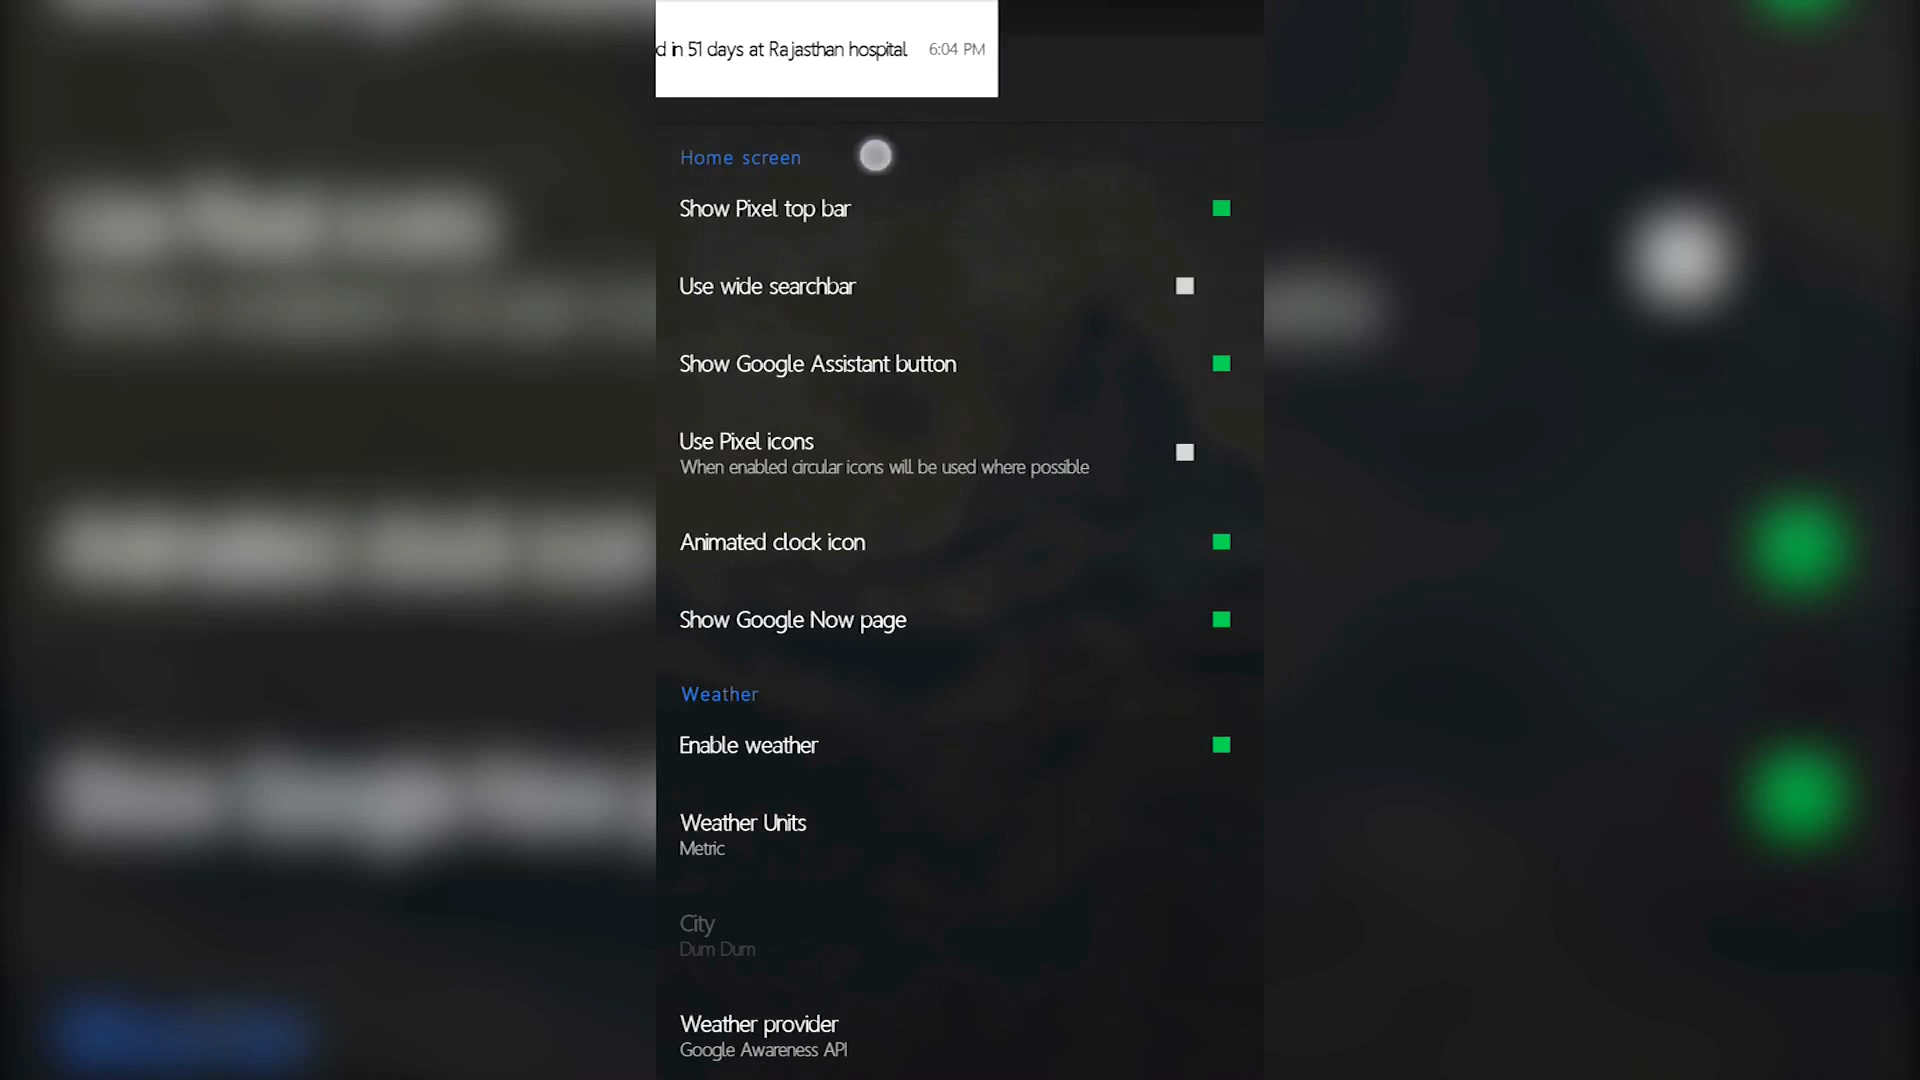 d in 51 days at Rajasthan hospital. 6:04 PM
Home screen
Show Pixel top bar
Use wide searchbar
Show Google Assistant button
Use Pixel icons
When enabled circular icons will be used where possible
Animated clock icon
Show Google Now page
Weather
Enable weather
Weather Units
Metric
City
Dum Dum
Weather provider
Google Awareness API